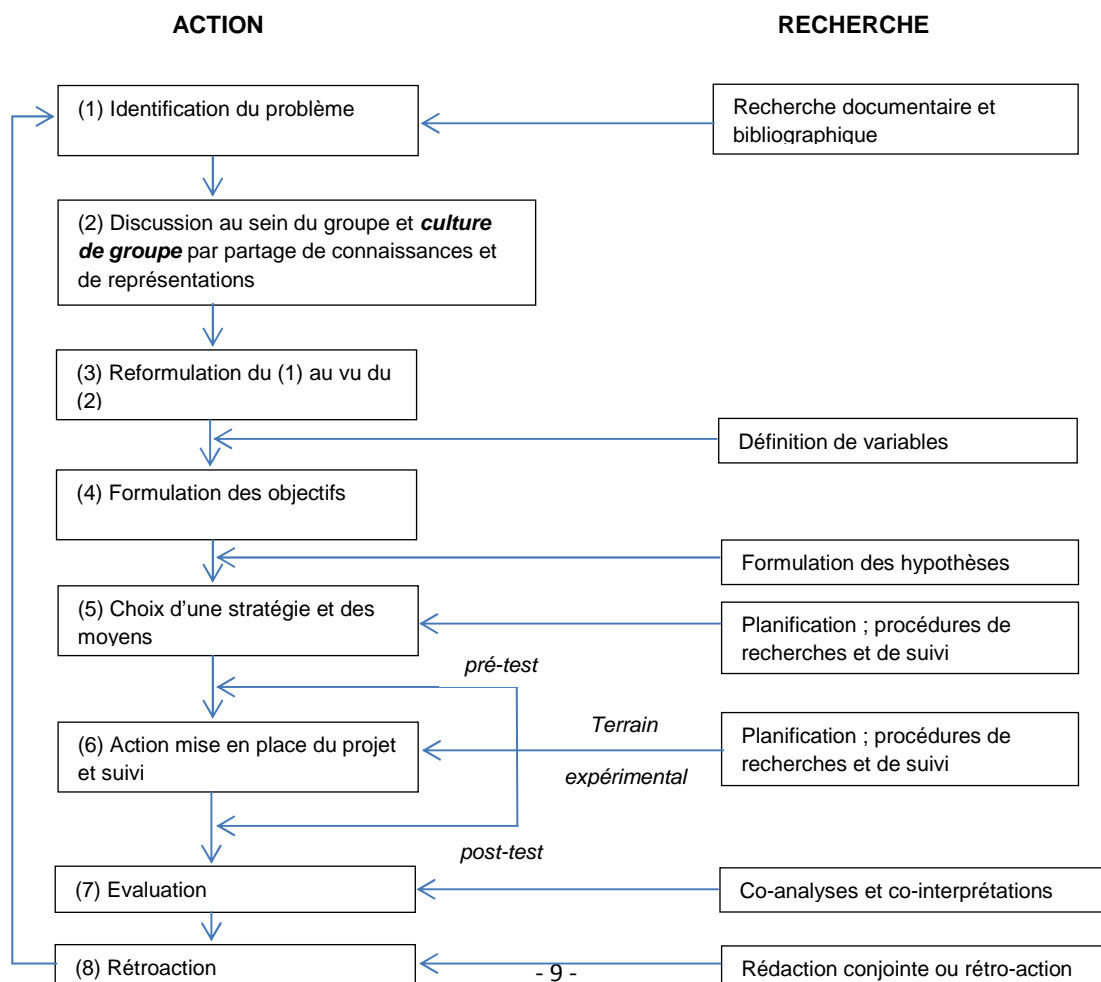 ACTION
RECHERCHE
(1) Identification du problème
Recherche documentaire et
bibliographique
(2) Discussion au sein du groupe et culture
de groupe par partage de connaissances et
de représentations
(3) Reformulation du (1) au vu du
(2)
Définition de variables
(4) Formulation des objectifs
Formulation des hypothèses
(5) Choix d’une stratégie et des
moyens
Planification ; procédures de
recherches et de suivi
pré-test
(6) Action mise en place du projet
et suivi
Terrain
expérimental
Planification ; procédures de
recherches et de suivi
post-test
(7) Evaluation
Co-analyses et co-interprétations
(8) Rétroaction
- 9 -
Rédaction conjointe ou rétro-action